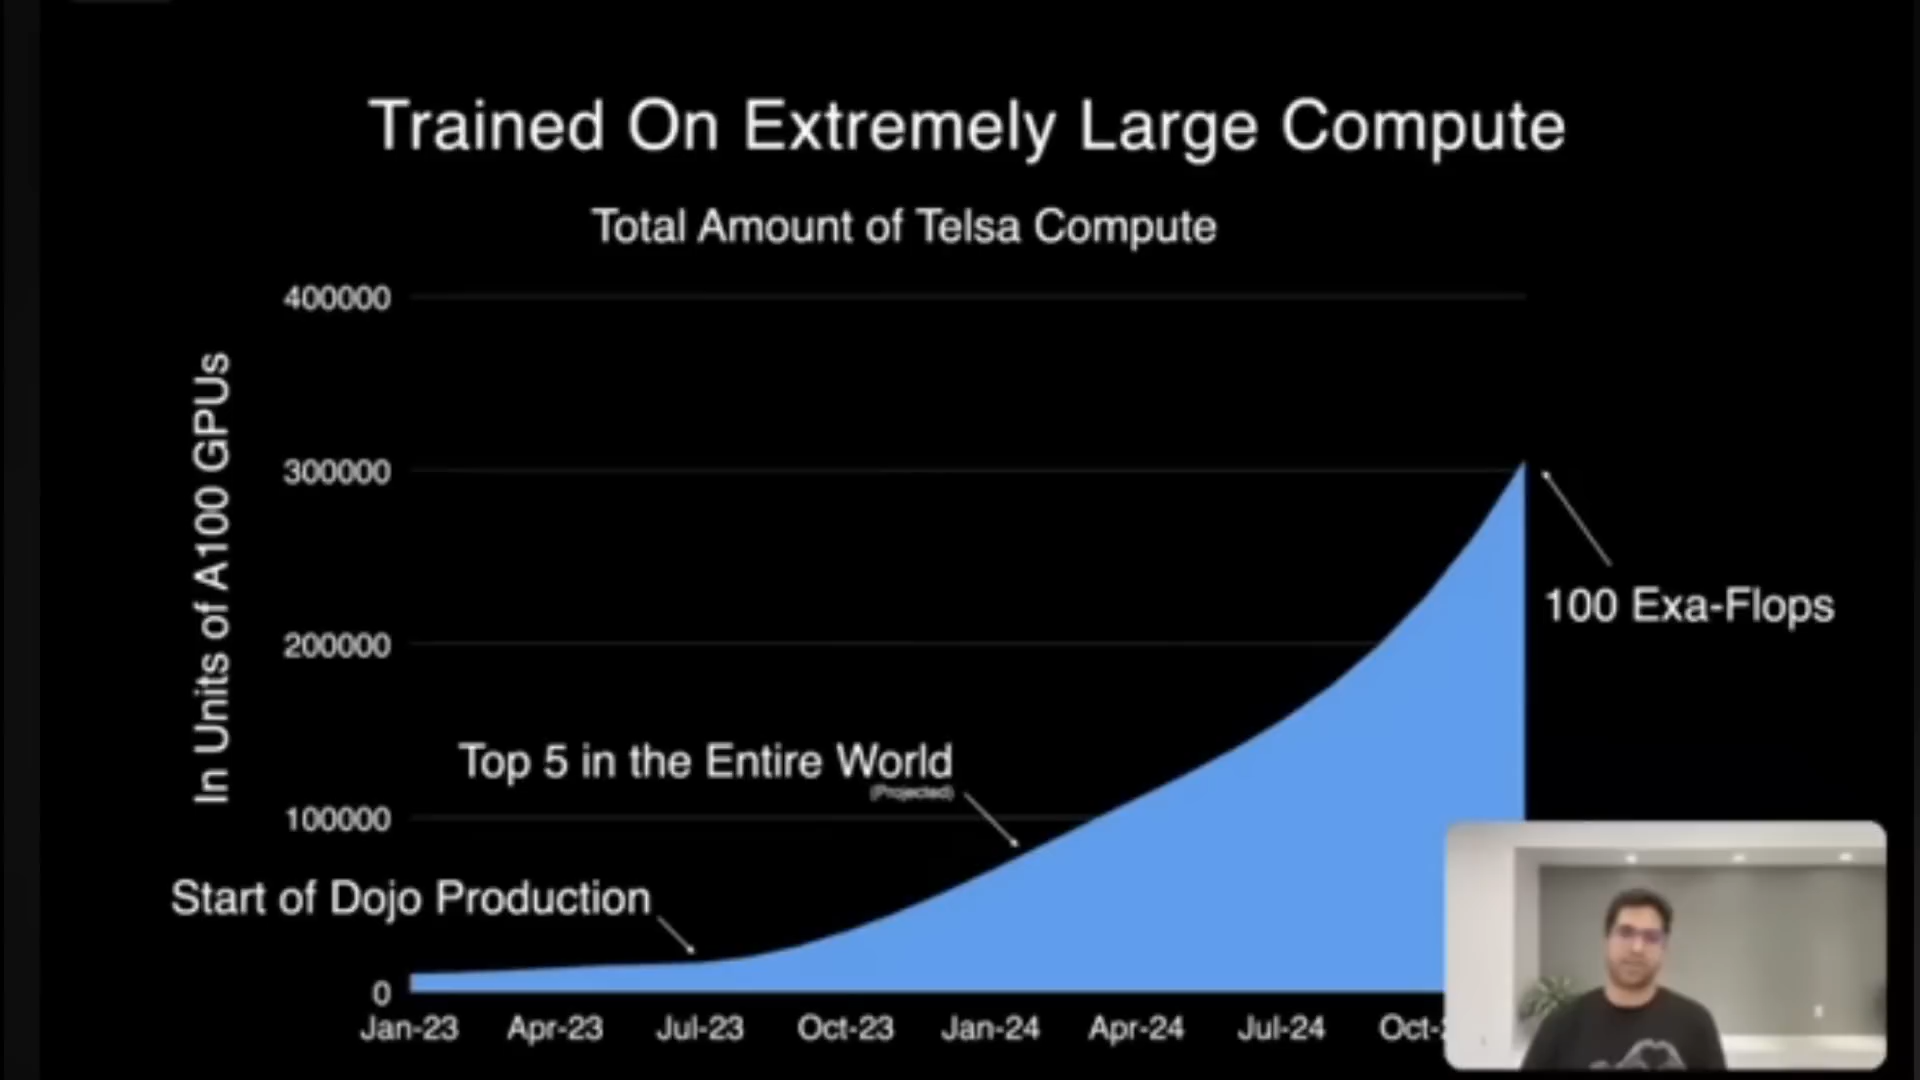 Trained On Extremely Large Compute
Total Amount of Telsa Compute
In Units of A100 GPUs
400000
300000
200000
100000
0
100 Exa-Flops
Top 5 in the Entire World
(Projected)
Start of Dojo Production
Jan-23 Apr-23 Jul-23 Oct-23 Jan-24 Apr-24 Jul-24 Oct-